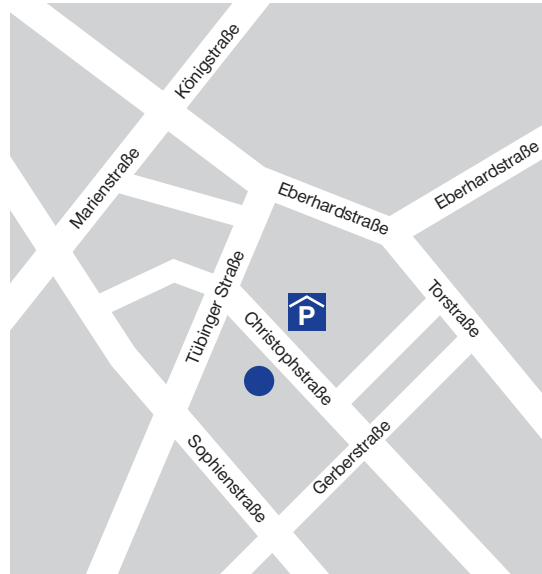 Königstraße
Marienstraße
Eberhardstraße
Eberhardstraße
Tübinger Straße
Torstraße
P
Christophstraße
Gerberstraße
Sophienstraße